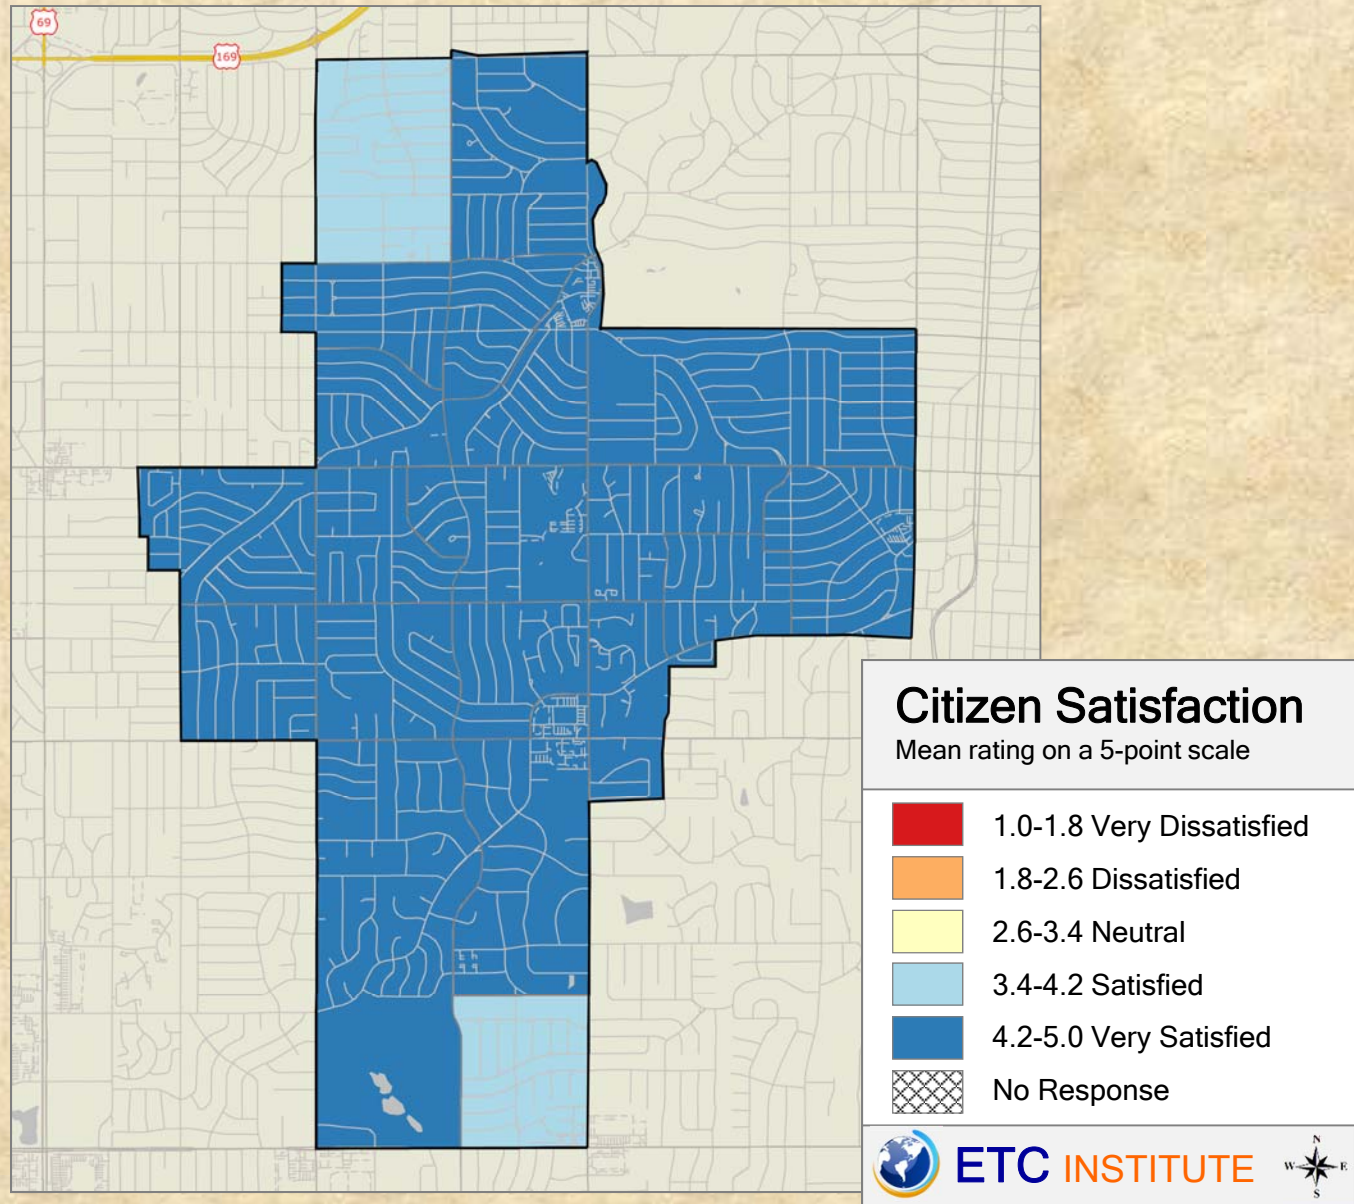 69
169
Citizen Satisfaction
Mean rating on a 5-point scale
1.0-1.8 Very Dissatisfied
1.8-2.6 Dissatisfied
2.6-3.4 Neutral
3.4-4.2 Satisfied
4.2-5.0 Very Satisfied
No Response
ETC INSTITUTE
N
W E
S